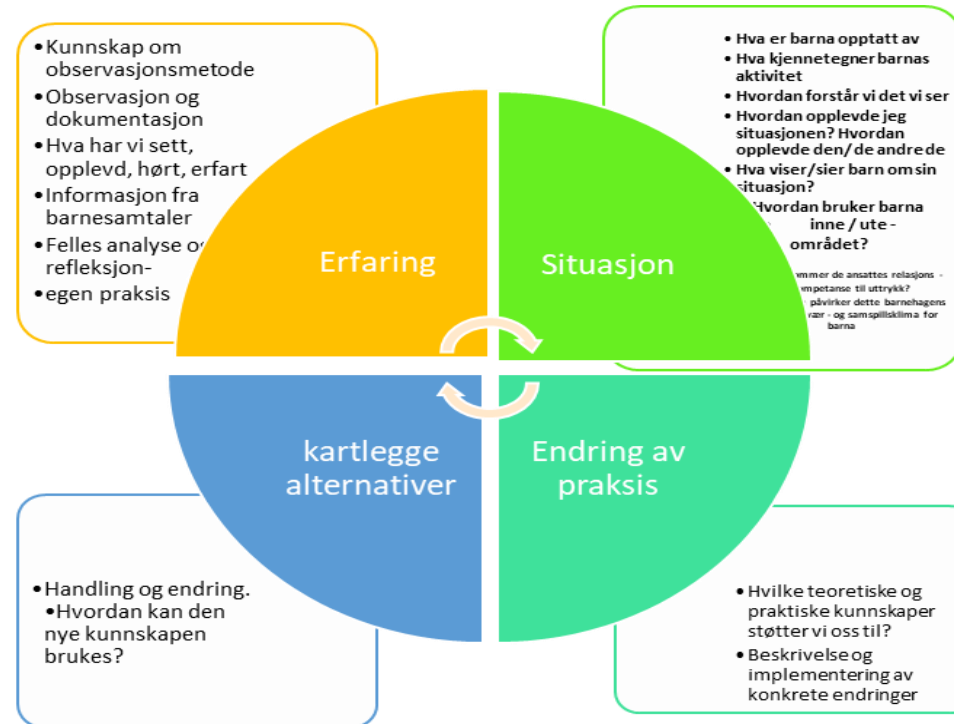 •Kunnskap om
observasjonsmetode
•Observasjon og
dokumentasjon
•Hva har vi sett,
opplevd, hørt, erfart
•Informasjon fra
barnesamtaler
•Felles analyse
refleksjon-
•egen praksis
• Hva er barna opptatt av
• Hva kjennetegner barnas
aktivitet
• Hvordan forstår vi det vi ser
• Hvordan opplevde jeg
situasjonen? Hvordan
opplevde den/de andre de
• Hva viser/sier barn om sin
situasjon?
Hvordan bruker barna
inne / ute -
området?
de ansattes relasjons -
til uttrykk?
påvirker dette barnehagens
- og samspillsklima for
barna
Erfaring
Situasjon
kartlegge
alternativer
Endring av
praksis
•Handling og endring.
•Hvordan kan den
nye kunnskapen
brukes?
•Hvilke teoretiske og
praktiske kunnskaper
støtter vi oss til?
•Beskrivelse og
implementering av
konkrete endringer